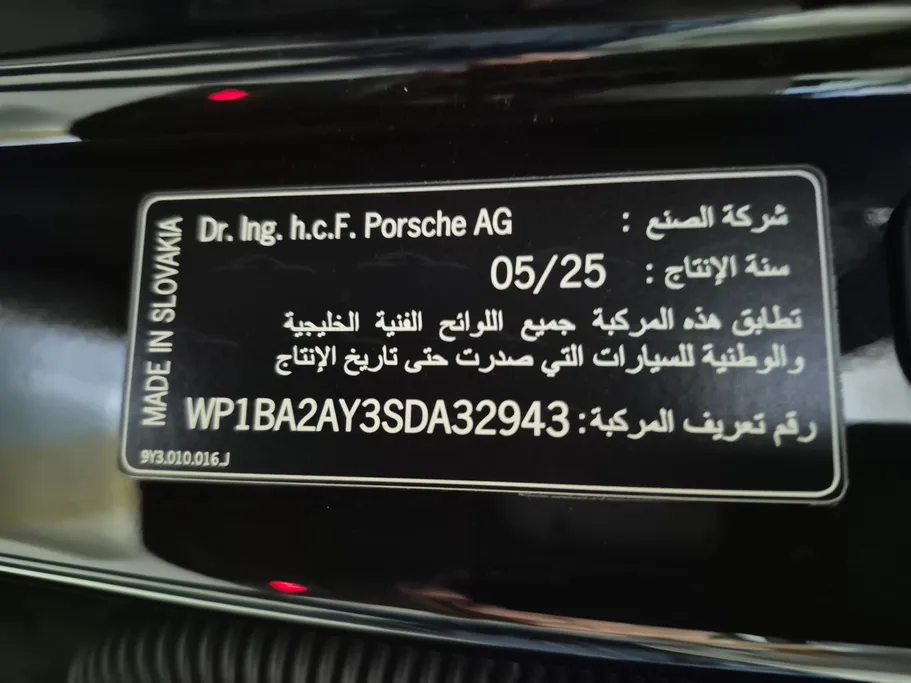 MADE IN SLOVAKIA
شركة الصنع : Dr. Ing. h.c.F. Porsche AG
سنة الإنتاج : 05/25
تطابق هذه المركبة جميع اللوائح الفنية الخليجية
والوطنية للسيارات التي صدرت حتى تاريخ الإنتاج
رقم تعريف المركبة: WP1BA2AY3SDA32943
9Y3.010.016.J